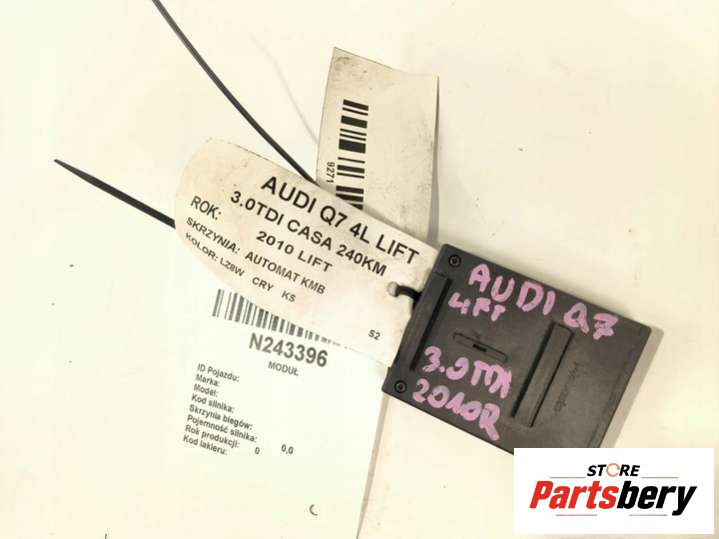 9271
AUDI Q7 4L LIFT
3.0TDI CASA 240KM
ROK: 2010 LIFT
SKRZYNIA: AUTOMAT KMB
KOLOR: LZ8W CRY K5
S2
N243396
MODUŁ
ID Pojazdu:
Marka:
Model:
Kod silnika:
Skrzynia biegów:
Pojemność silnika: 0,0
Rok produkcji: 0
Kod lakieru:
AUDI Q7
LIFT
3.0TDI
2010R
STORE
Partsbery